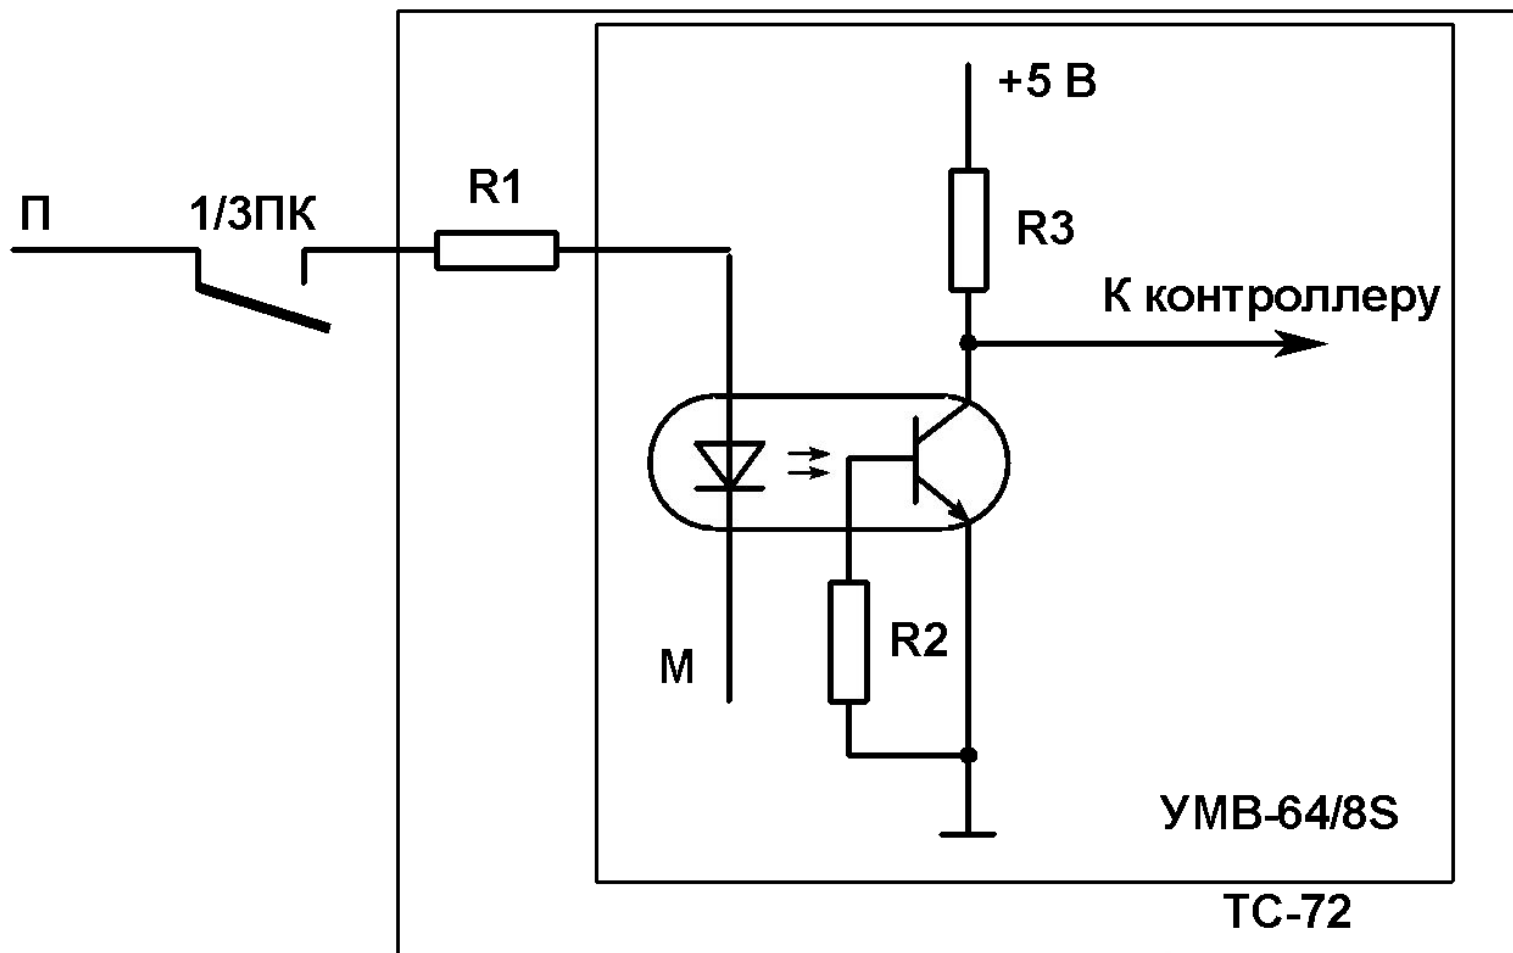 +5 В
П
1/3ПК
R1
R3
К контроллеру
R2
М
УМВ-64/8S
ТС-72